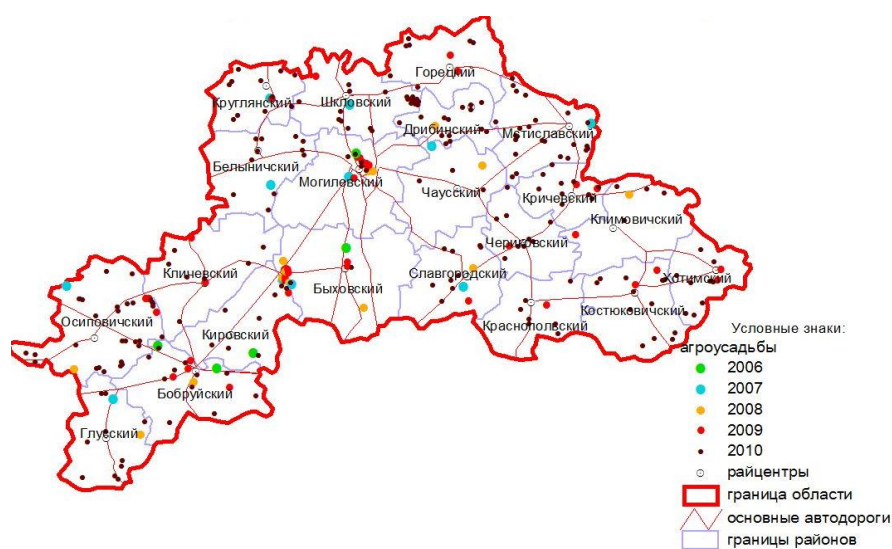 Горецкий
Круглянский
Шкловский
Дрибинский
Мстиславский
Белыничский
Могилевский
Чаусский
Кричевский
Климовичский
Чериковский
Кличевский
Быховский
Славгородский
Хотимский
Осиповичский
Кировский
Краснопольский
Костюковичский
Бобруйский
Глусский
Условные знаки:
агроусадьбы
2006
2007
2008
2009
2010
райцентры
граница области
основные автодороги
границы районов